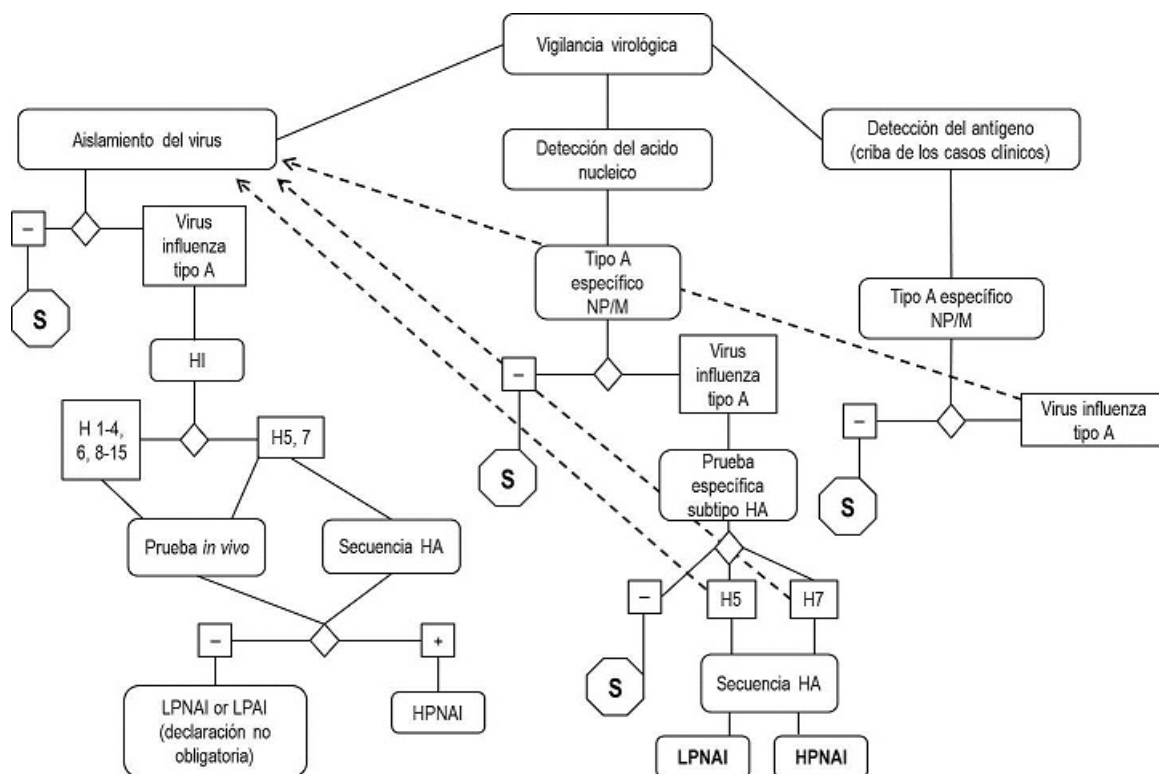 Vigilancia virológica
Aislamiento del virus
Detección del acido
nucleico
Detección del antígeno
(criba de los casos clínicos)
–
Virus
influenza
tipo A
S
Tipo A
específico
NP/M
Tipo A específico
NP/M
HI
–
Virus
influenza
tipo A
–
Virus influenza
tipo A
H 1-4,
6, 8-15
H5, 7
S
Prueba
específica
subtipo HA
S
Prueba in vivo
Secuencia HA
–
H5
H7
–
+
S
Secuencia HA
LPNAI or LPAI
(declaración no
obligatoria)
HPNAI
LPNAI
HPNAI